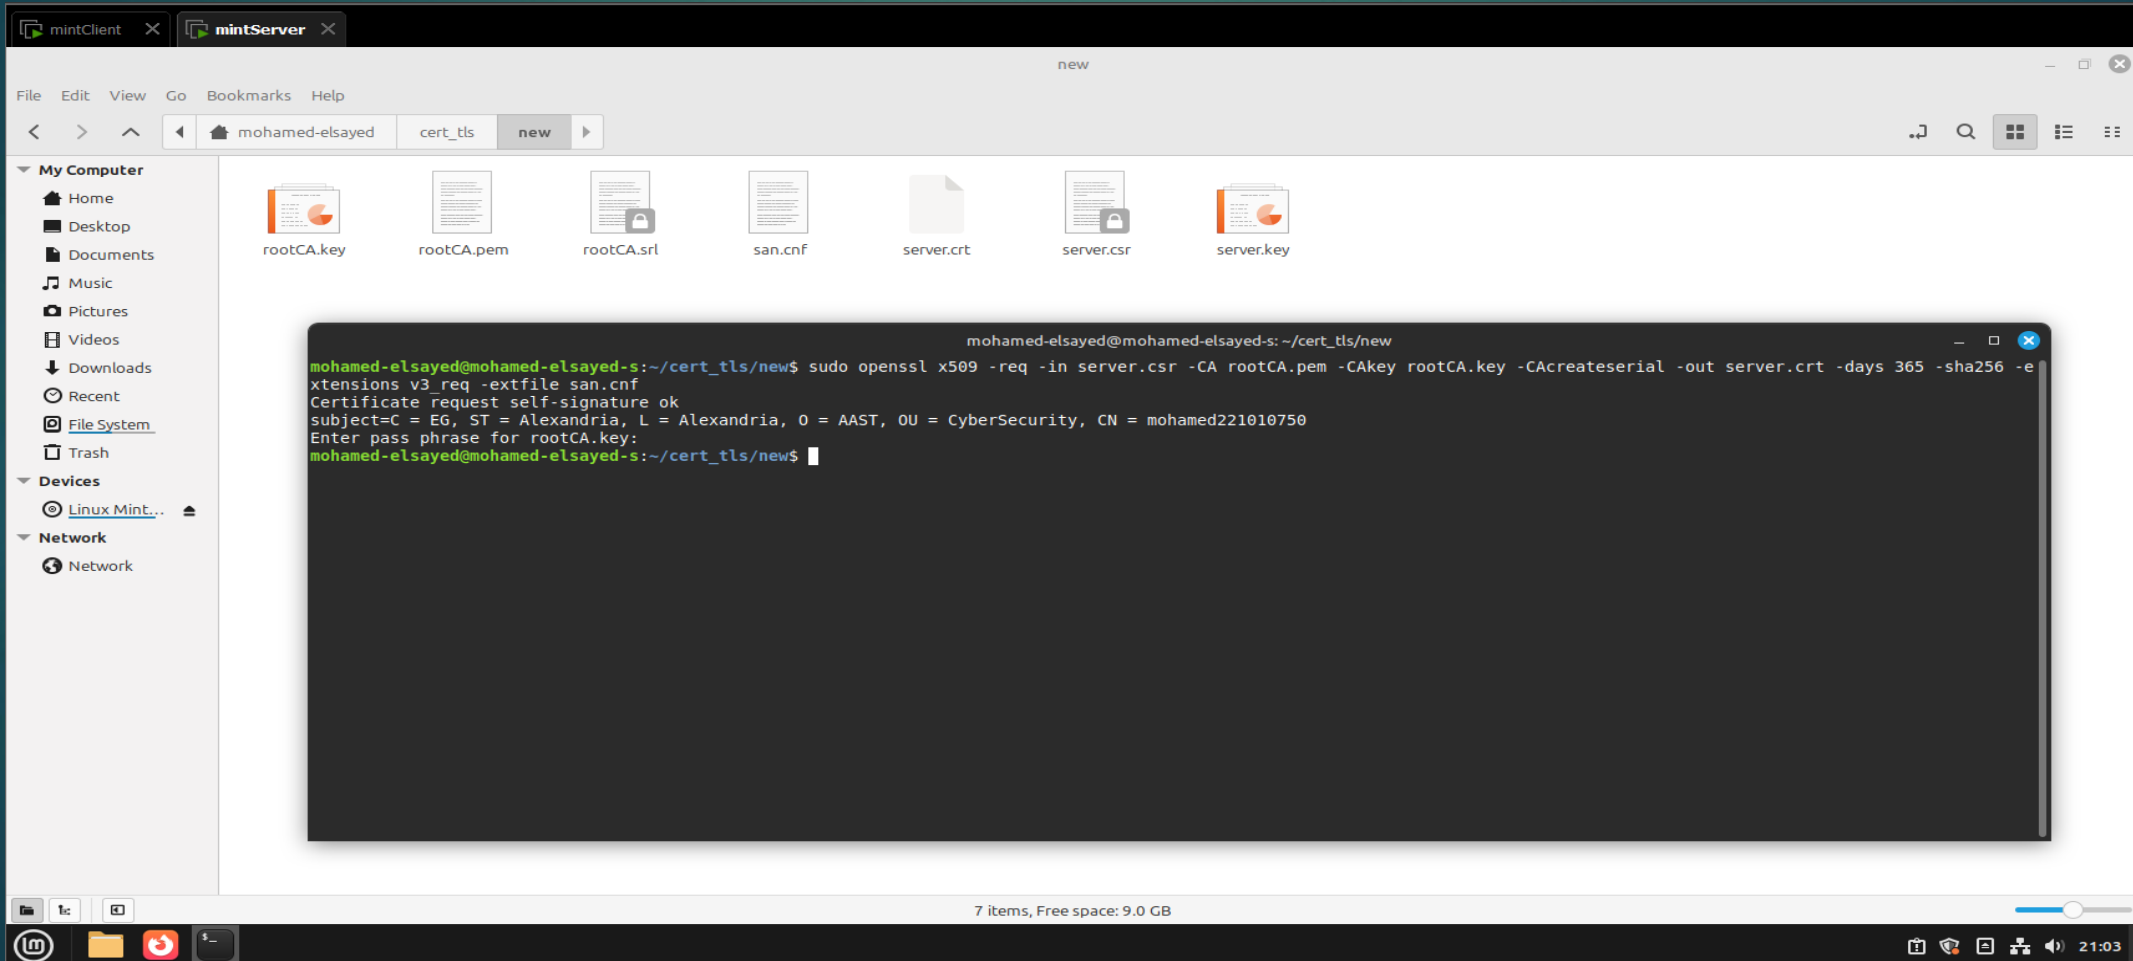 mintClient
mintServer
new
File Edit View Go Bookmarks Help
mohamed-elsayed cert_tls new
My Computer
Home
Desktop
Documents
Music
Pictures
Videos
Downloads
Recent
File System
Trash
Devices
Linux Mint...
Network
Network
rootCA.key rootCA.pem rootCA.srl san.cnf server.crt server.csr server.key
mohamed-elsayed@mohamed-elsayed-s: ~/cert_tls/new
mohamed-elsayed@mohamed-elsayed-s:~/cert_tls/new$ sudo openssl x509 -req -in server.csr -CA rootCA.pem -CAkey rootCA.key -CAcreateserial -out server.crt -days 365 -sha256 -e
xtensions v3_req -extfile san.cnf
Certificate request self-signature ok
subject=C = EG, ST = Alexandria, L = Alexandria, O = AAST, OU = CyberSecurity, CN = mohamed221010750
Enter pass phrase for rootCA.key:
mohamed-elsayed@mohamed-elsayed-s:~/cert_tls/new$
7 items, Free space: 9.0 GB
21:03